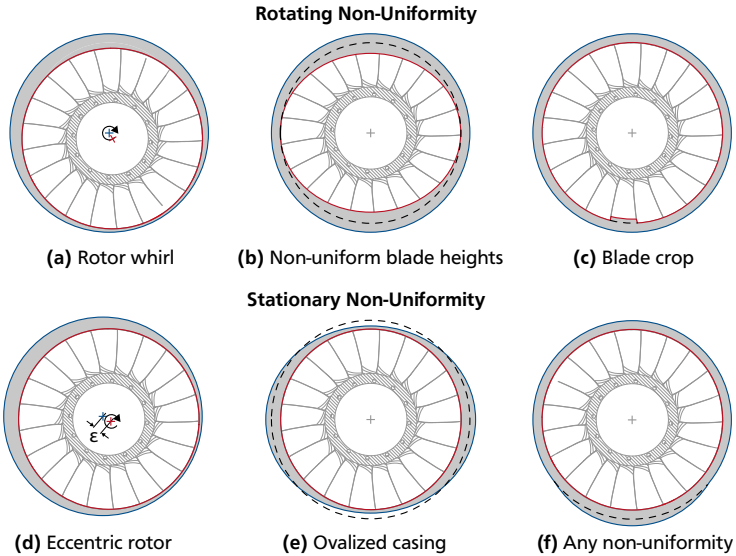 Rotating Non-Uniformity
(a) Rotor whirl
(b) Non-uniform blade heights
(c) Blade crop
Stationary Non-Uniformity
ε
(d) Eccentric rotor
(e) Ovalized casing
(f) Any non-uniformity